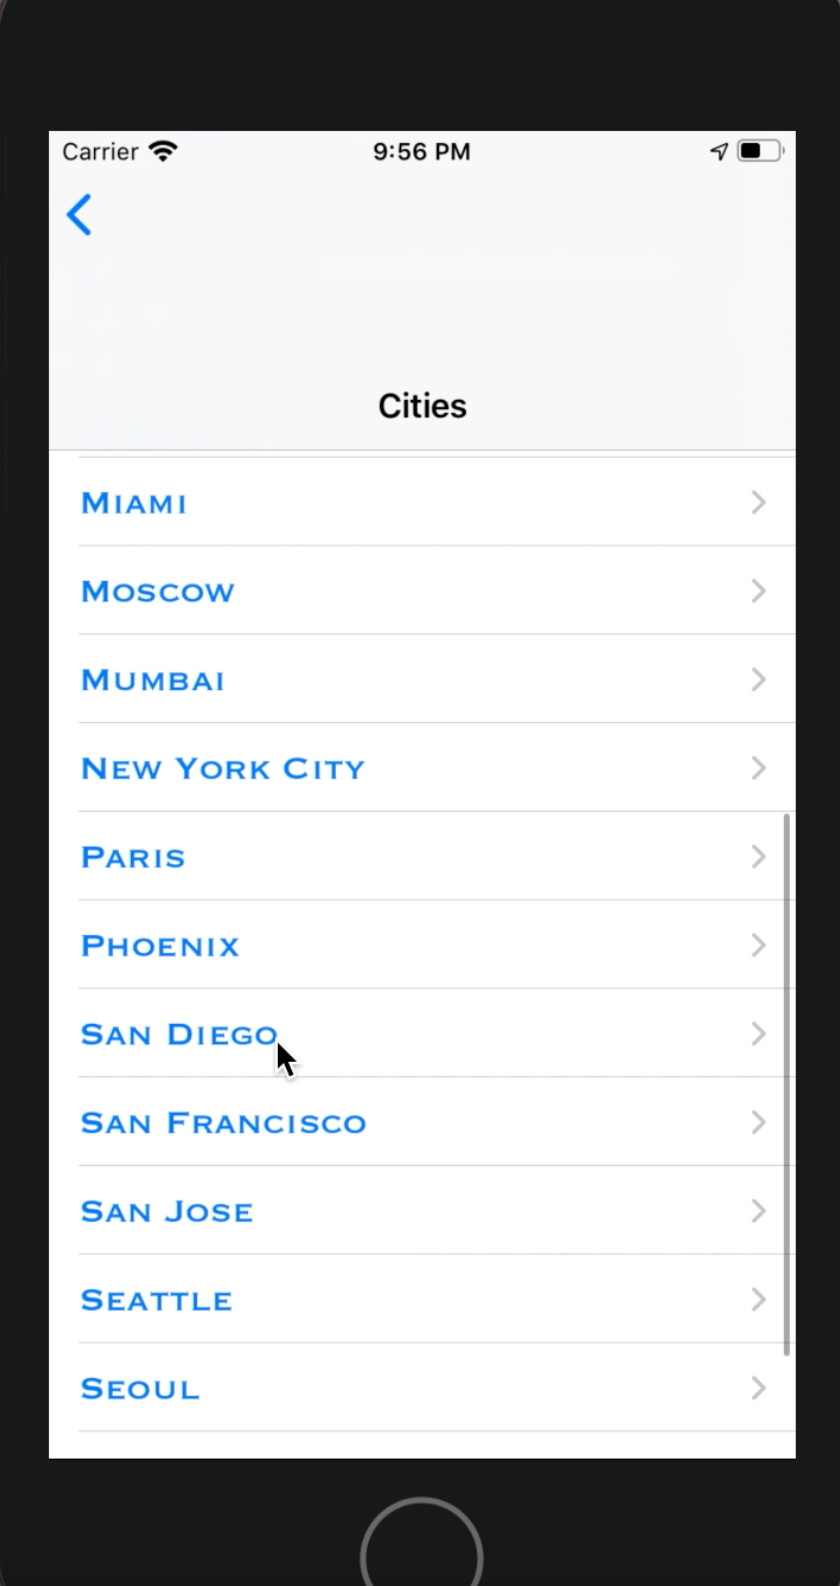 Carrier 9:56 PM
Cities
Miami
Moscow
Mumbai
New York City
Paris
Phoenix
San Diego
San Francisco
San Jose
Seattle
Seoul